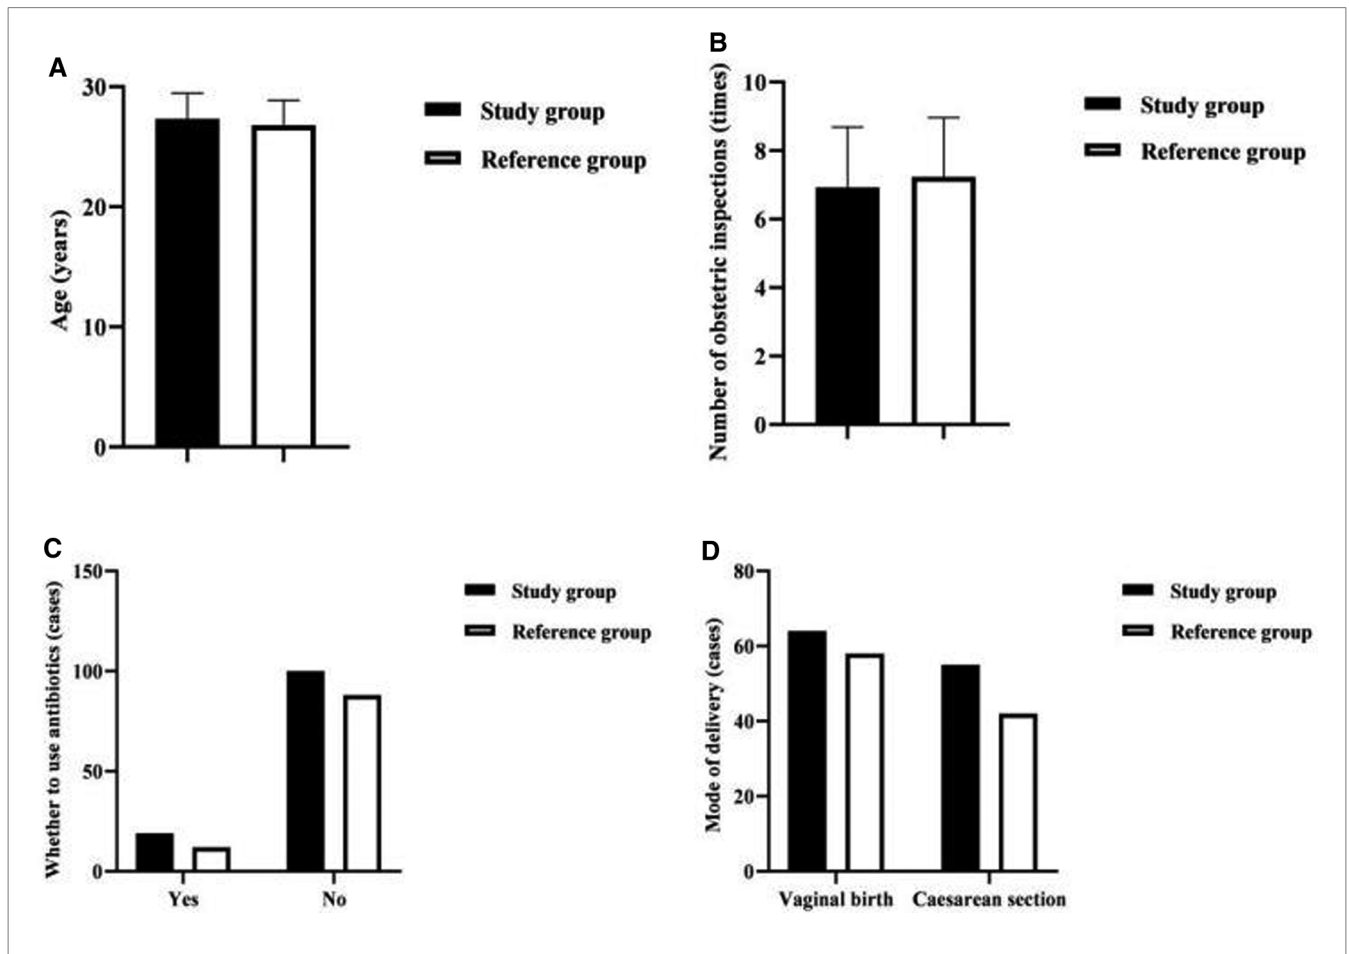 A
30
20
10
0
Age (years)
Study group
Reference group
B
10
8
6
4
2
0
Number of obstetric inspections (times)
Study group
Reference group
C
150
100
50
0
Whether to use antibiotics (cases)
Yes
No
Study group
Reference group
D
80
60
40
20
0
Mode of delivery (cases)
Vaginal birth
Caesarean section
Study group
Reference group